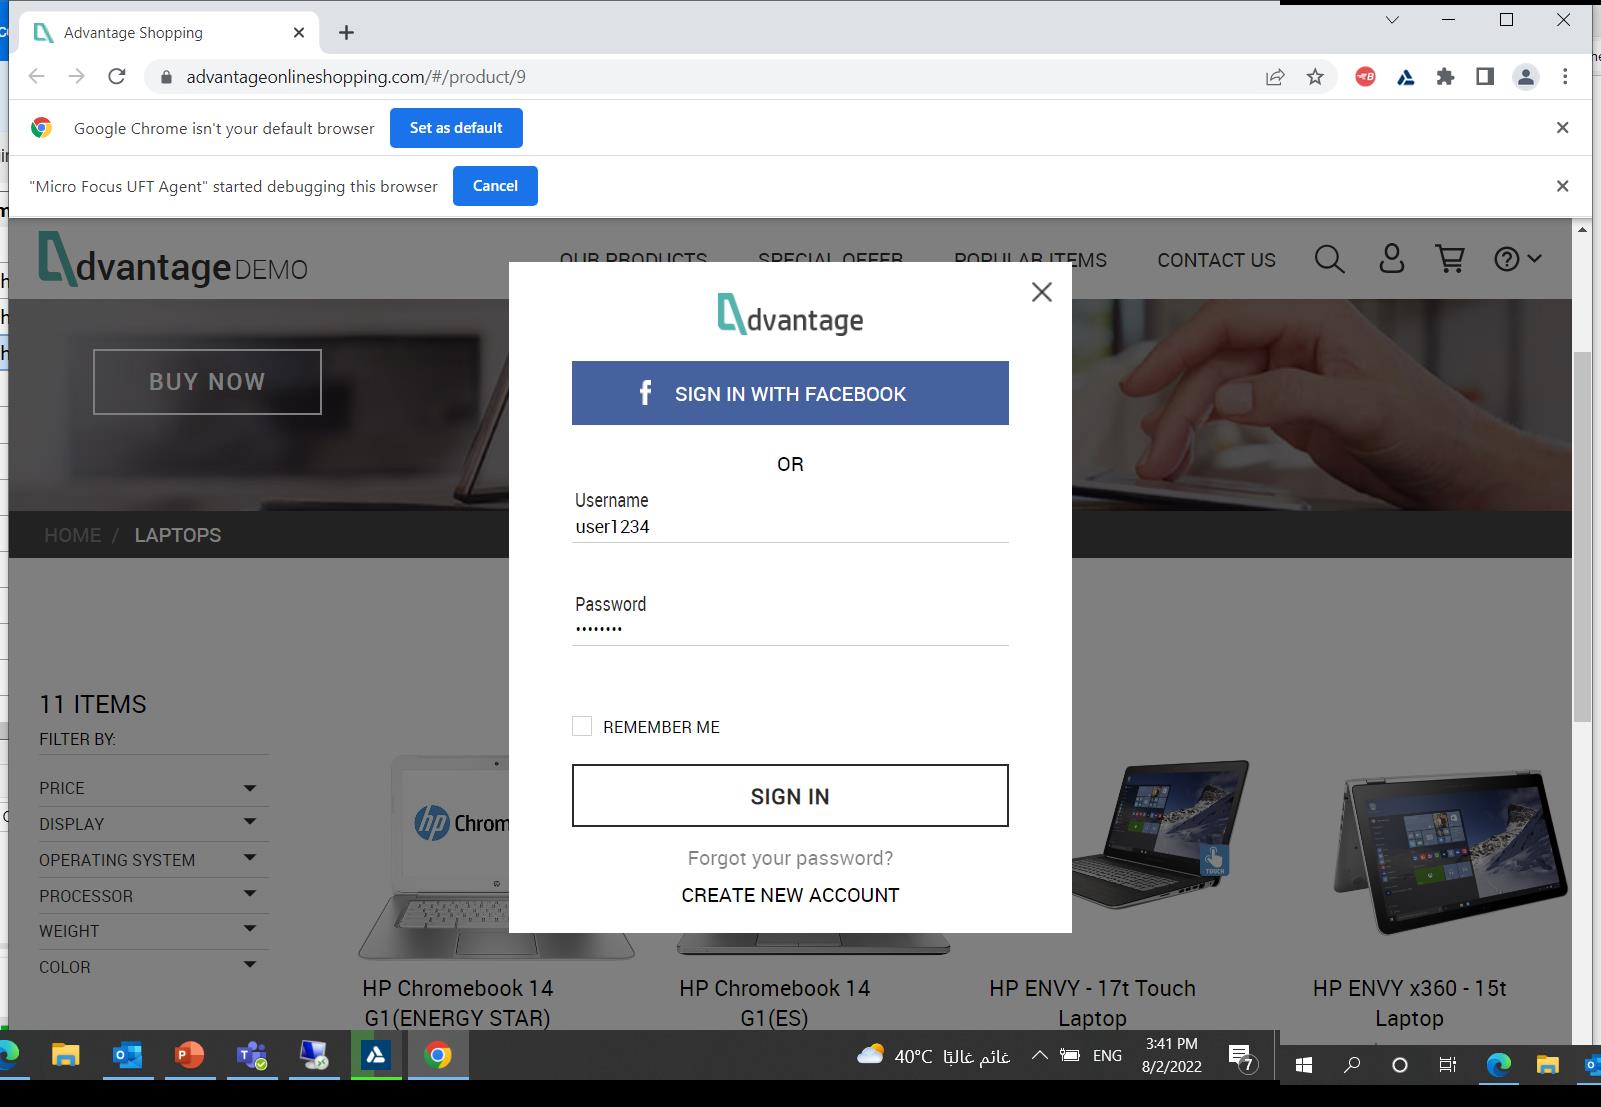 Advantage Shopping
advantageonlineshopping.com/#/product/9
Google Chrome isn't your default browser
Set as default
"Micro Focus UFT Agent" started debugging this browser
Cancel
dvantage DEMO
OUR PRODUCTS
SPECIAL OFFER
POPULAR ITEMS
CONTACT US
BUY NOW
HOME / LAPTOPS
dvantage
SIGN IN WITH FACEBOOK
OR
Username
user1234
Password
••••••••
REMEMBER ME
SIGN IN
Forgot your password?
CREATE NEW ACCOUNT
11 ITEMS
FILTER BY:
PRICE
DISPLAY
OPERATING SYSTEM
PROCESSOR
WEIGHT
COLOR
hp Chrom
TOUCH
HP Chromebook 14
G1(ENERGY STAR)
HP Chromebook 14
G1(ES)
HP ENVY - 17t Touch
Laptop
HP ENVY x360 - 15t
Laptop
40°C غائم غالبًا
ENG
3:41 PM
8/2/2022
7